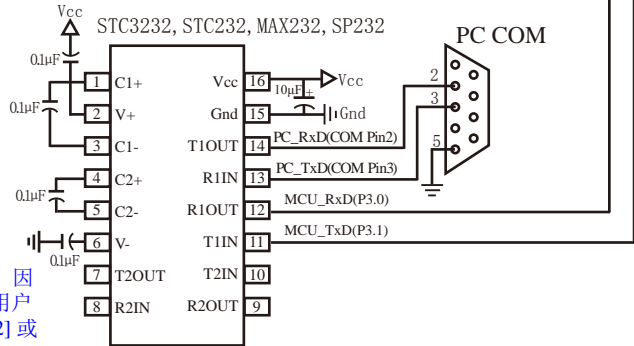 Vcc
STC3232, STC232, MAX232, SP232
PC COM
0.1μF
1 C1+ Vcc 16 Vcc
10μF +
0.1μF
2 V+ Gnd 15 Gnd
3 C1- T1OUT 14 PC_RxD(COM Pin2)
4 C2+ R1IN 13 PC_TxD(COM Pin3)
0.1μF
5 C2- R1OUT 12 MCU_RxD(P3.0)
6 V- T1IN 11 MCU_TxD(P3.1)
0.1μF
7 T2OUT T2IN 10
8 R2IN R2OUT 9
2
3
5
因
用户
2] 或